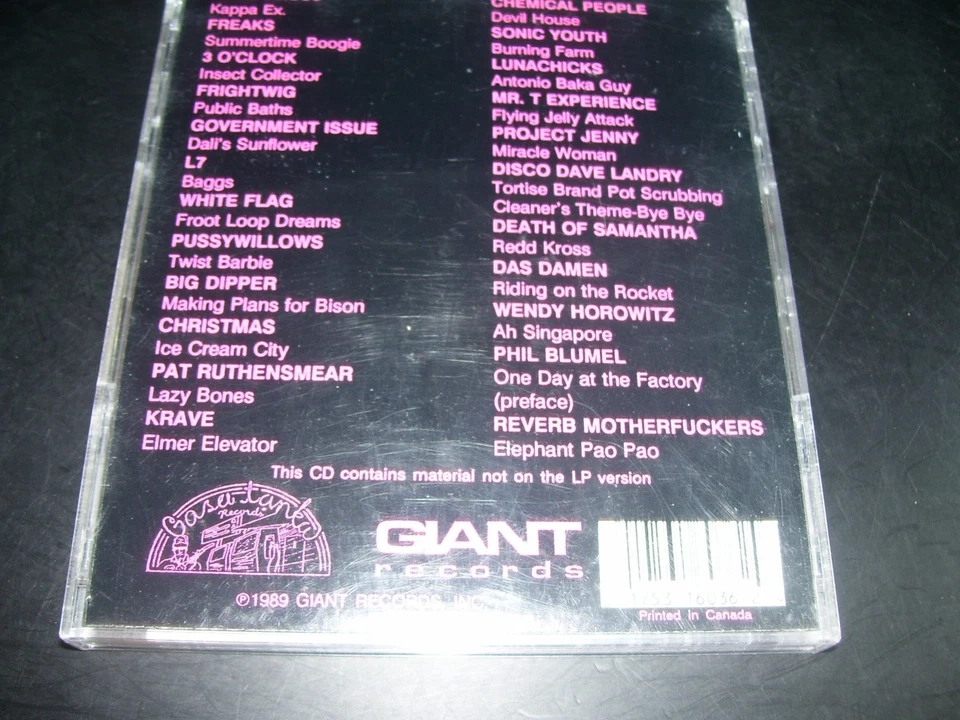 Kappa Ex.
FREAKS
Summertime Boogie
3 O'CLOCK
Insect Collector
FRIGHTWIG
Public Baths
GOVERNMENT ISSUE
Dali's Sunflower
L7
Baggs
WHITE FLAG
Froot Loop Dreams
PUSSYWILLOWS
Twist Barbie
BIG DIPPER
Making Plans for Bison
CHRISTMAS
Ice Cream City
PAT RUTHENSMEAR
Lazy Bones
KRAVE
Elmer Elevator
CHEMICAL PEOPLE
Devil House
SONIC YOUTH
Burning Farm
LUNACHICKS
Antonio Baka Guy
MR. T EXPERIENCE
Flying Jelly Attack
PROJECT JENNY
Miracle Woman
DISCO DAVE LANDRY
Tortise Brand Pot Scrubbing
Cleaner's Theme-Bye Bye
DEATH OF SAMANTHA
Redd Kross
DAS DAMEN
Riding on the Rocket
WENDY HOROWITZ
Ah Singapore
PHIL BLUMEL
One Day at the Factory
(preface)
REVERB MOTHERFUCKERS
Elephant Pao Pao
This CD contains material not on the LP version
Gasatanka
Records
GIANT
records
℗1989 GIANT RECORDS, INC.
Printed in Canada